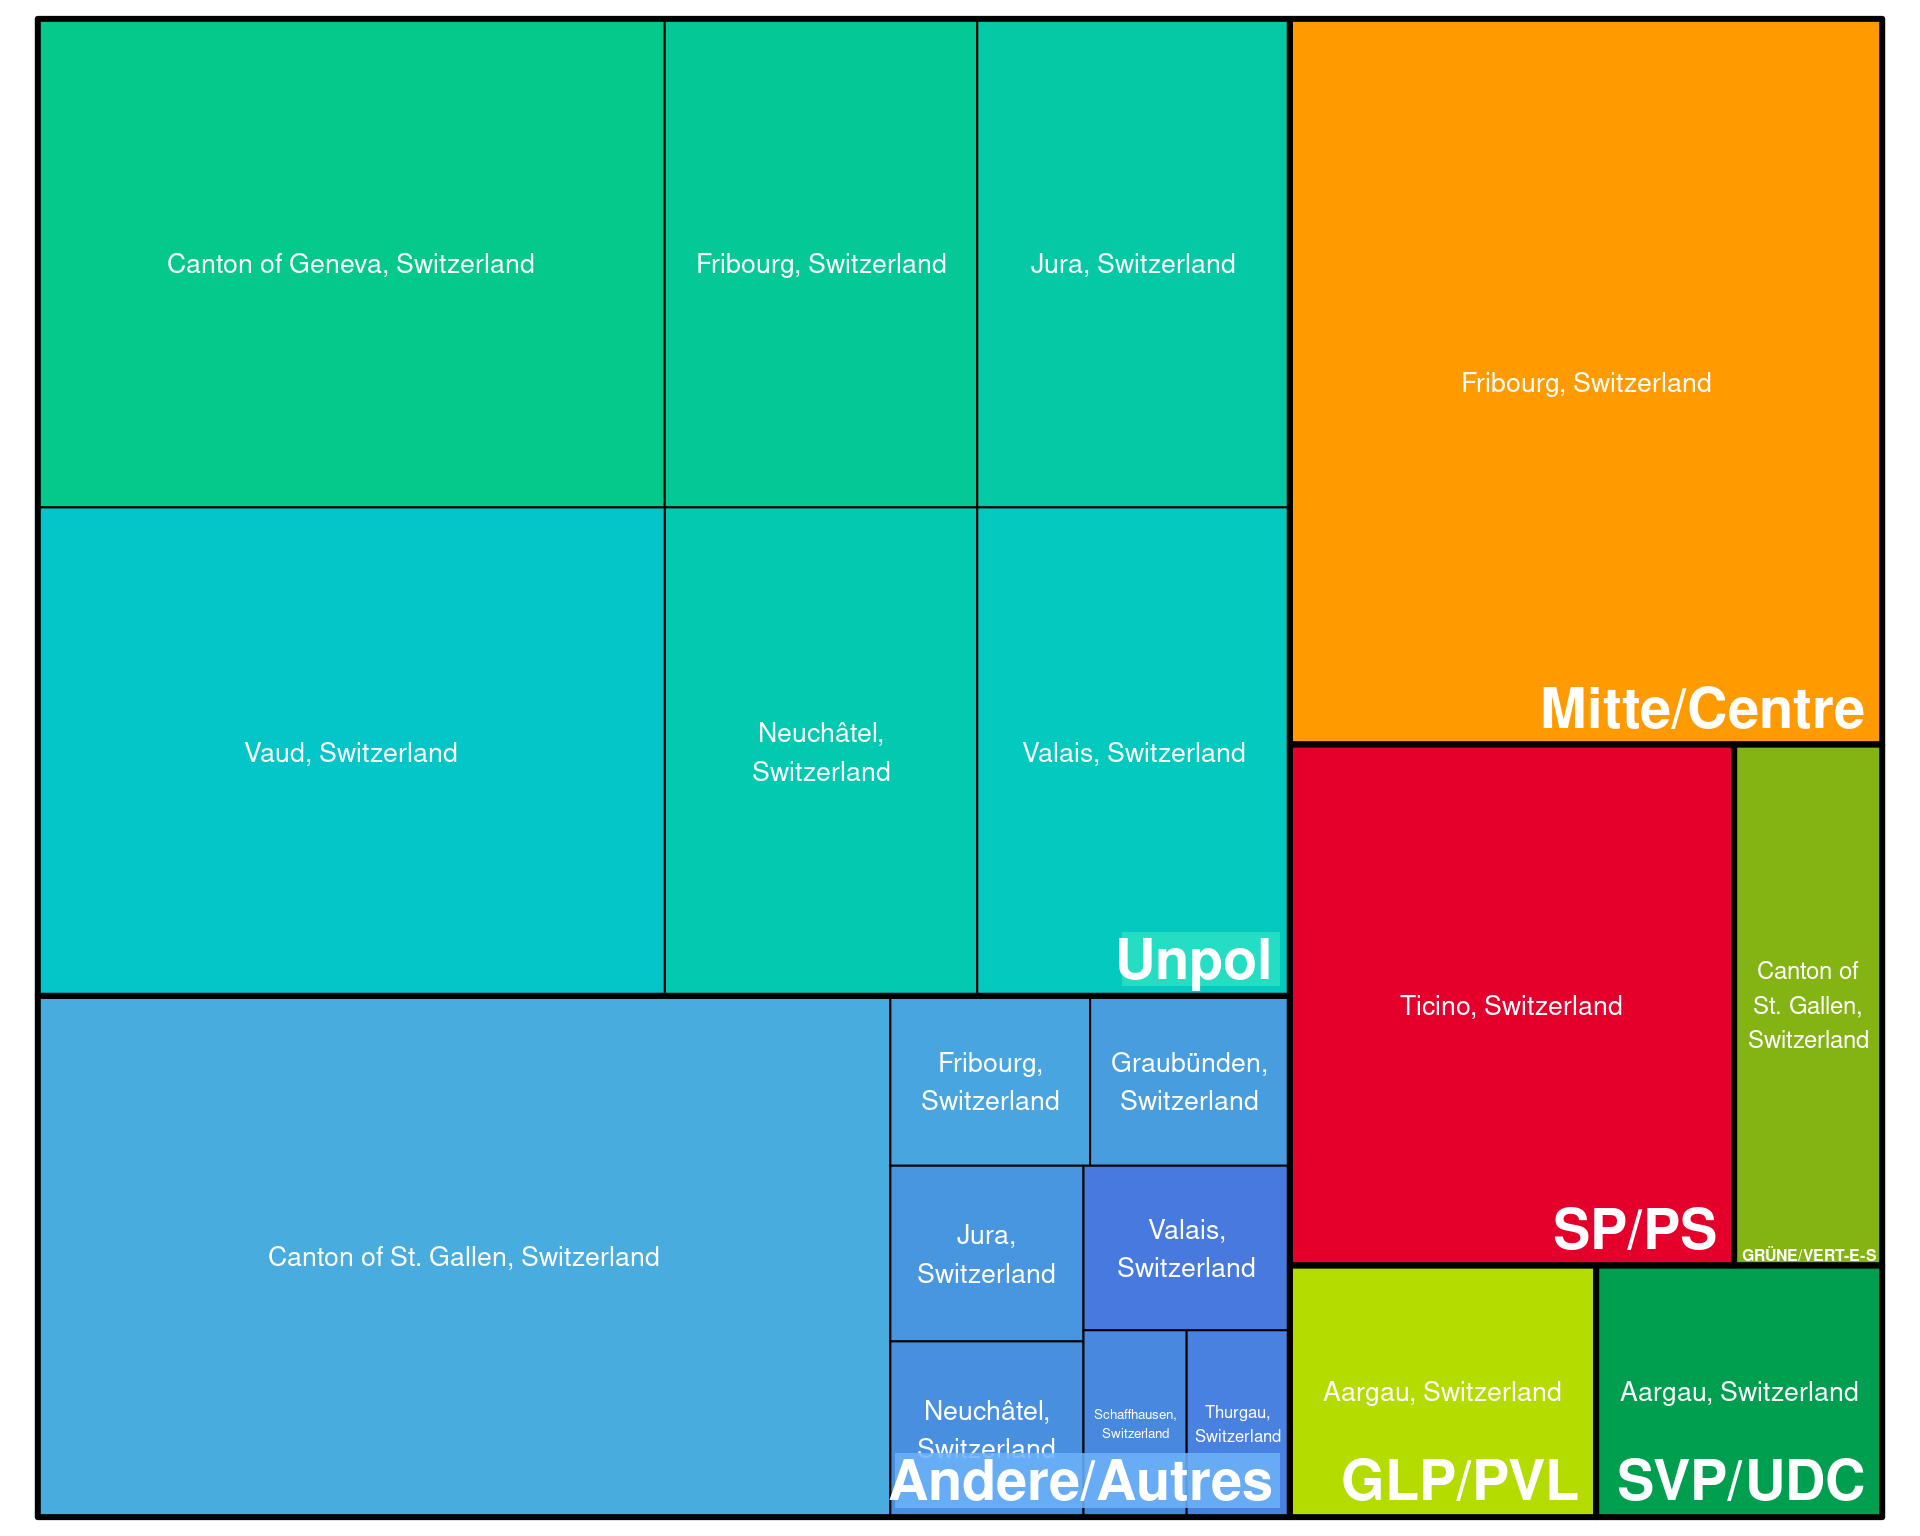 Canton of Geneva, Switzerland
Fribourg, Switzerland
Jura, Switzerland
Vaud, Switzerland
Neuchâtel,
Switzerland
Valais, Switzerland
Unpol
Fribourg, Switzerland
Mitte/Centre
Ticino, Switzerland
SP/PS
Canton of
St. Gallen,
Switzerland
GRÜNE/VERT-E-S
Canton of St. Gallen, Switzerland
Fribourg,
Switzerland
Graubünden,
Switzerland
Jura,
Switzerland
Valais,
Switzerland
Neuchâtel,
Switzerland
Schaffhausen,
Switzerland
Thurgau,
Switzerland
Andere/Autres
Aargau, Switzerland
GLP/PVL
Aargau, Switzerland
SVP/UDC